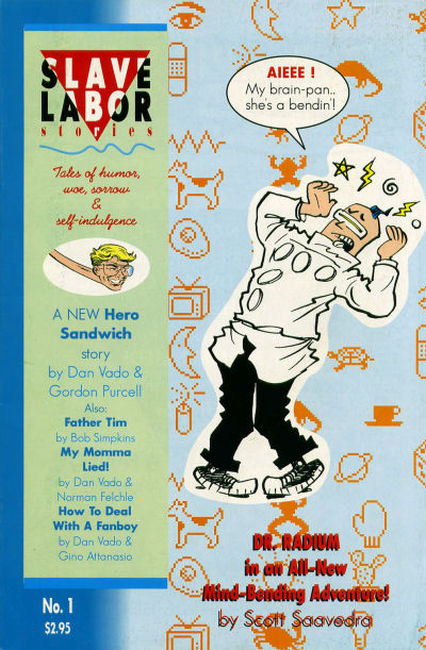 SLAVE
LABOR
stories
Tales of humor,
woe, sorrow
&
self-indulgence
A NEW Hero
Sandwich
story
by Dan Vado &
Gordon Purcell
Also:
Father Tim
by Bob Simpkins
My Momma
Lied!
by Dan Vado &
Norman Felchle
How To Deal
With A Fanboy
by Dan Vado &
Gino Attanasio
No. 1
$2.95
AIEEE !
My brain-pan..
she's a bendin'!
DR. RADIUM
in an All-New
Mind-Bending Adventure!
by Scott Saavedra